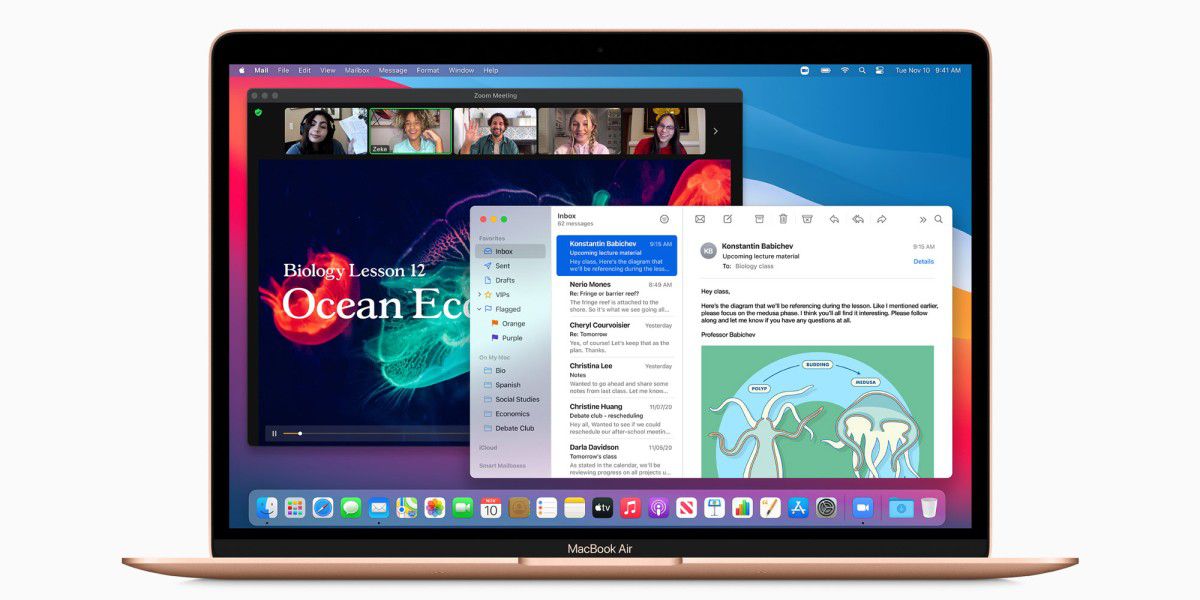 Mail File Edit View Mailbox Message Format Window Help
Tue Nov 10 9:41 AM
Zoom Meeting
Zeke
Biology Lesson 12
Ocean Eco
Favorites
Inbox
Sent
Drafts
VIPs
Flagged
Orange
Purple
On My Mac
Bio
Spanish
Social Studies
Economics
Debate Club
iCloud
Smart Mailboxes
Inbox
62 messages
Konstantin Babichev 9:15 AM
Upcoming lecture material
Hey class, Here's the diagram that
we'll be referencing during the less...
Nerio Mones 8:49 AM
Re: Fringe or barrier reef?
The fringe reef is attached to the
shore. So it's what we see going all...
Cheryl Courvoisier Yesterday
Re: Tomorrow
Yes, of course! Let's keep that as the
plan. Thanks.
Christina Lee Yesterday
Notes
Wanted to go ahead and share some
notes from last class. Let me know...
Christine Huang 11/07/20
Debate club - rescheduling
Hey all, Wanted to see if we could
reschedule our after-school meetin...
Darla Davidson 11/06/20
Tomorrow's class
As stated in the calendar, we'll be
reviewing progress on all projects u...
KB
Konstantin Babichev 9:15 AM
Upcoming lecture material
To: Biology class Details
Hey class,
Here's the diagram that we'll be referencing during the lesson. Like I mentioned earlier,
please focus on the medusa phase. I think you'll all find it interesting. Please follow
along and let me know if you have any questions at all.
Professor Babichev
BUDDING
POLYP
MEDUSA
NOV
10
tv
MacBook Air